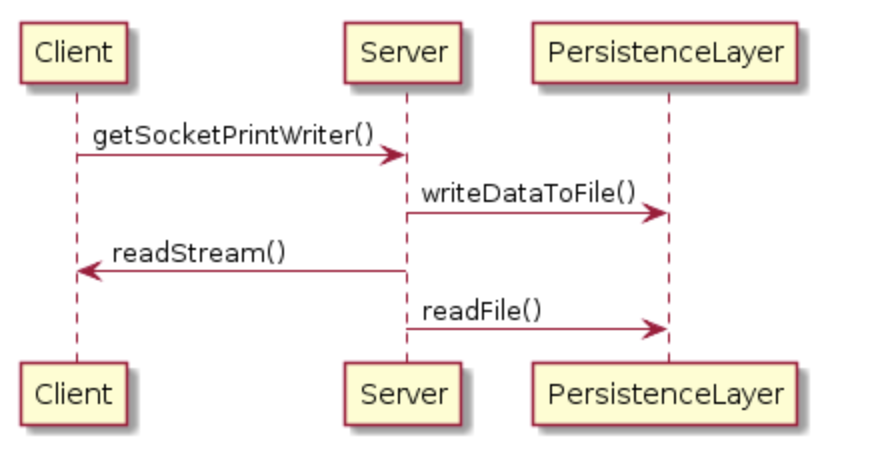 Client
Server
PersistenceLayer
getSocketPrintWriter()
writeDataToFile()
readStream()
readFile()
Client
Server
PersistenceLayer